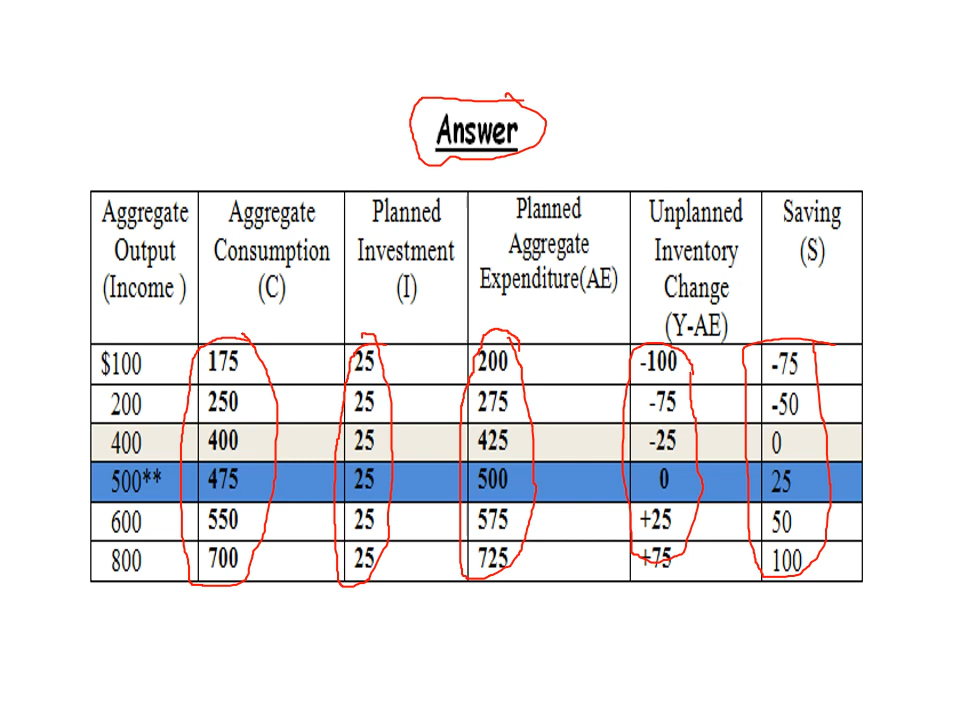 Answer
Aggregate Output (Income ) Aggregate Consumption (C) Planned Investment (I) Planned Aggregate Expenditure(AE) Unplanned Inventory Change (Y-AE) Saving (S)
$100 175 25 200 -100 -75
200 250 25 275 -75 -50
400 400 25 425 -25 0
500** 475 25 500 0 25
600 550 25 575 +25 50
800 700 25 725 +75 100